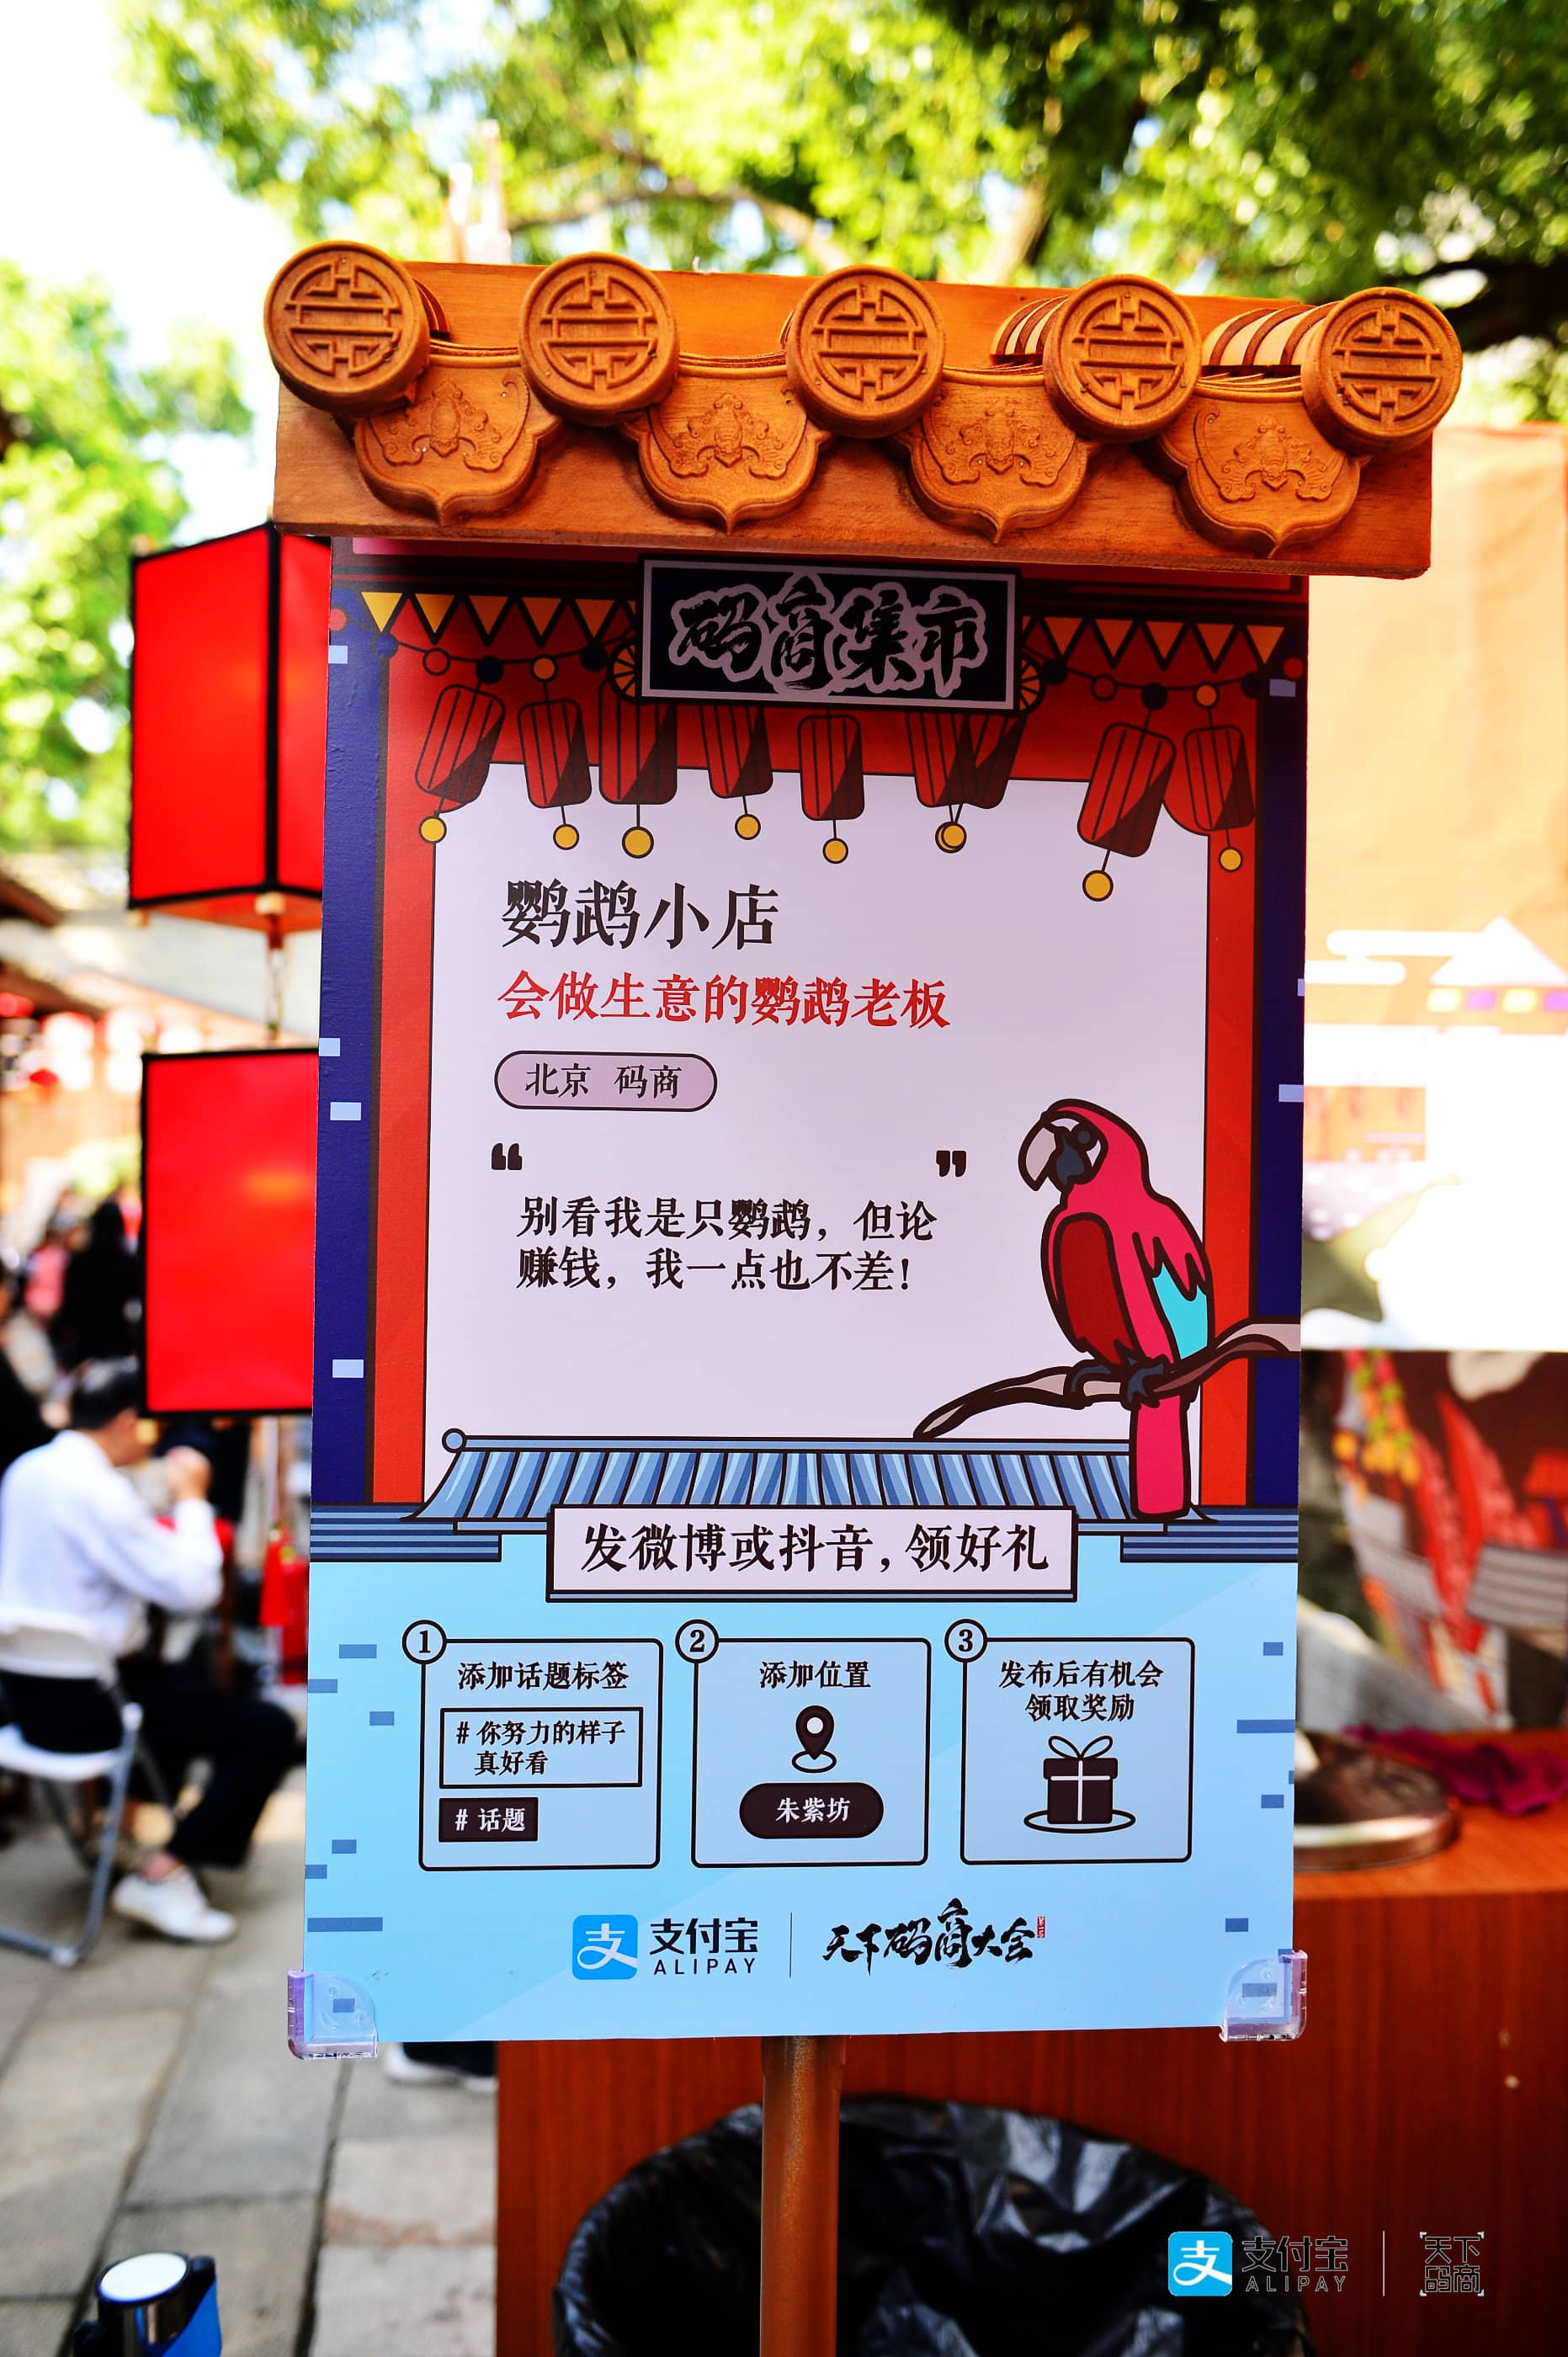 码商集市
鹦鹉小店
会做生意的鹦鹉老板
北京 码商
“ ”
别看我是只鹦鹉，但论
赚钱，我一点也不差！
发微博或抖音，领好礼
1
添加话题标签
# 你努力的样子
真好看
# 话题
2
添加位置
朱紫坊
3
发布后有机会
领取奖励
支 支付宝
ALIPAY
天下码商大会
支 支付宝
ALIPAY
天下
码商